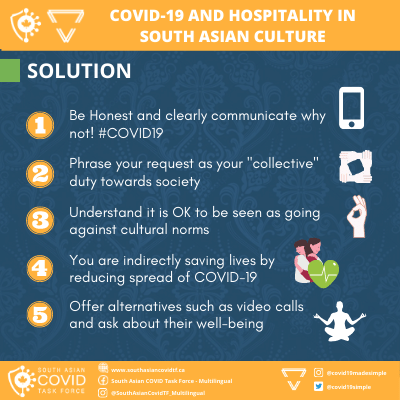 COVID-19 AND HOSPITALITY IN
SOUTH ASIAN CULTURE
SOLUTION
1 Be Honest and clearly communicate why
not! #COVID19
2 Phrase your request as your "collective"
duty towards society
3 Understand it is OK to be seen as going
against cultural norms
4 You are indirectly saving lives by
reducing spread of COVID-19
5 Offer alternatives such as video calls
and ask about their well-being
SOUTH ASIAN
COVID
TASK FORCE
www.southasiancovidtf.ca
South Asian COVID Task Force - Multilingual
@SouthAsianCovidTF_Multilingual
@covid19madesimple
@covid19simple